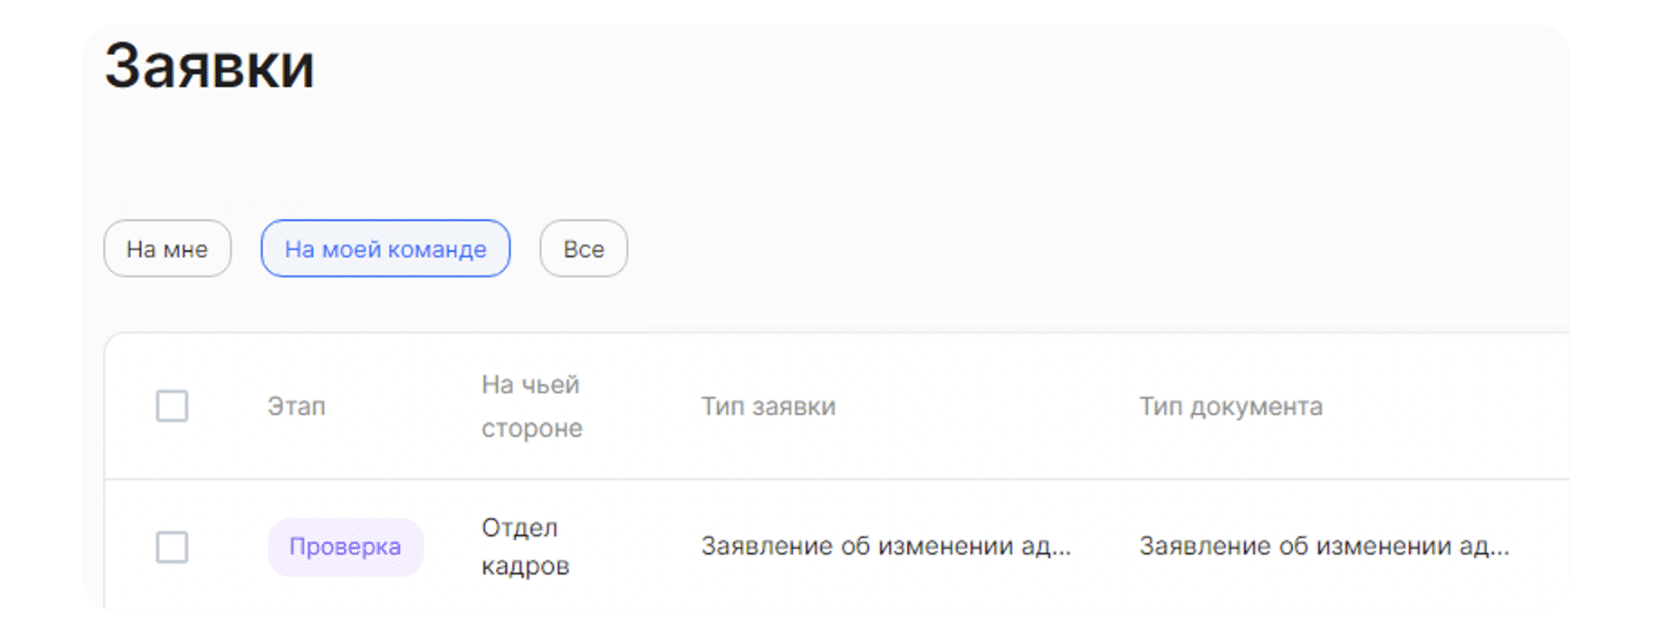 Заявки
На мне
На моей команде
Все
Этап
На чьей
стороне
Тип заявки
Тип документа
Проверка
Отдел
кадров
Заявление об изменении ад...
Заявление об изменении ад...